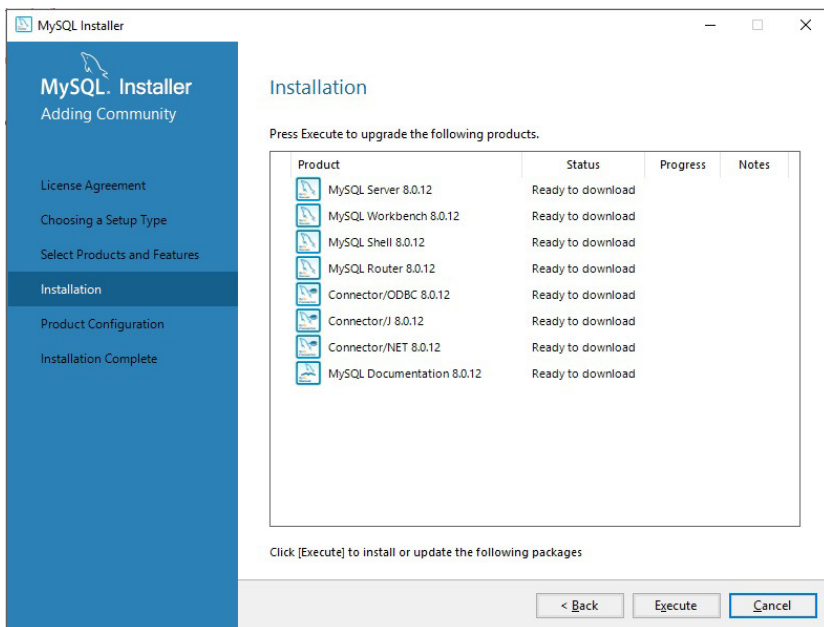 MySQL Installer
MySQL. Installer
Adding Community
License Agreement
Choosing a Setup Type
Select Products and Features
Installation
Product Configuration
Installation Complete
Installation
Press Execute to upgrade the following products.
Product Status Progress Notes
MySQL Server 8.0.12 Ready to download
MySQL Workbench 8.0.12 Ready to download
MySQL Shell 8.0.12 Ready to download
MySQL Router 8.0.12 Ready to download
Connector/ODBC 8.0.12 Ready to download
Connector/J 8.0.12 Ready to download
Connector/NET 8.0.12 Ready to download
MySQL Documentation 8.0.12 Ready to download
Click [Execute] to install or update the following packages
< Back Execute Cancel